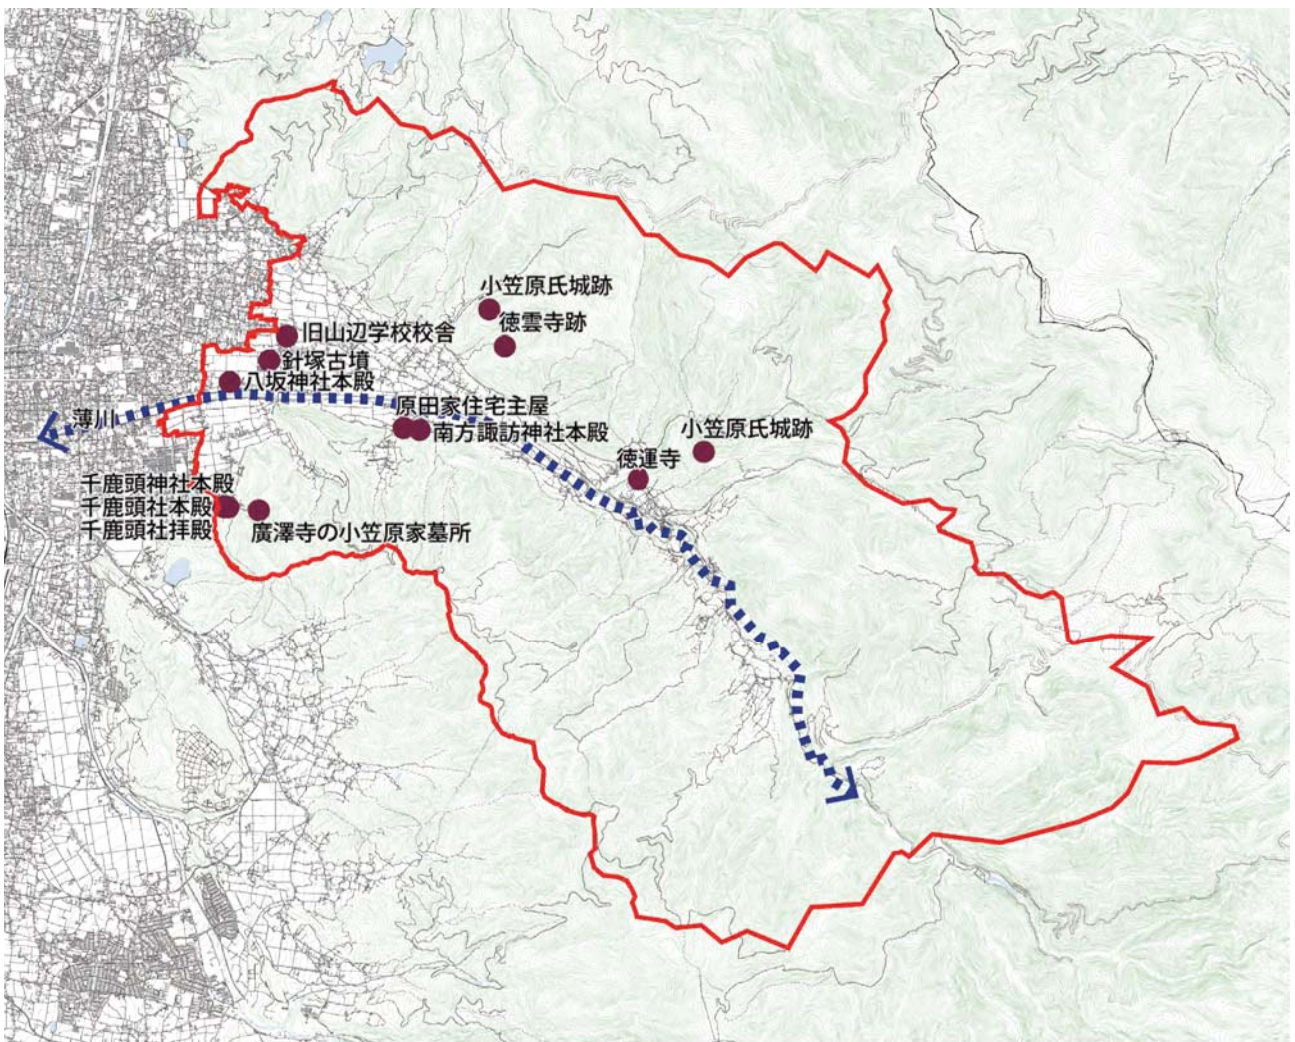 小笠原氏城跡
徳雲寺跡
旧山辺学校校舎
針塚古墳
八坂神社本殿
薄川
原田家住宅主屋
南方諏訪神社本殿
小笠原氏城跡
徳運寺
千鹿頭神社本殿
千鹿頭社本殿
千鹿頭社拝殿
廣澤寺の小笠原家墓所